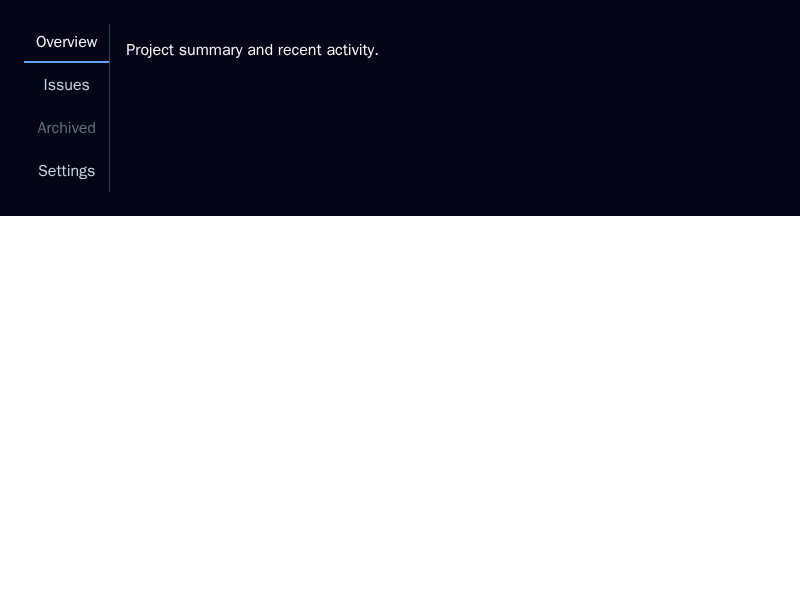 Overview
Project summary and recent activity.
Issues
Archived
Settings